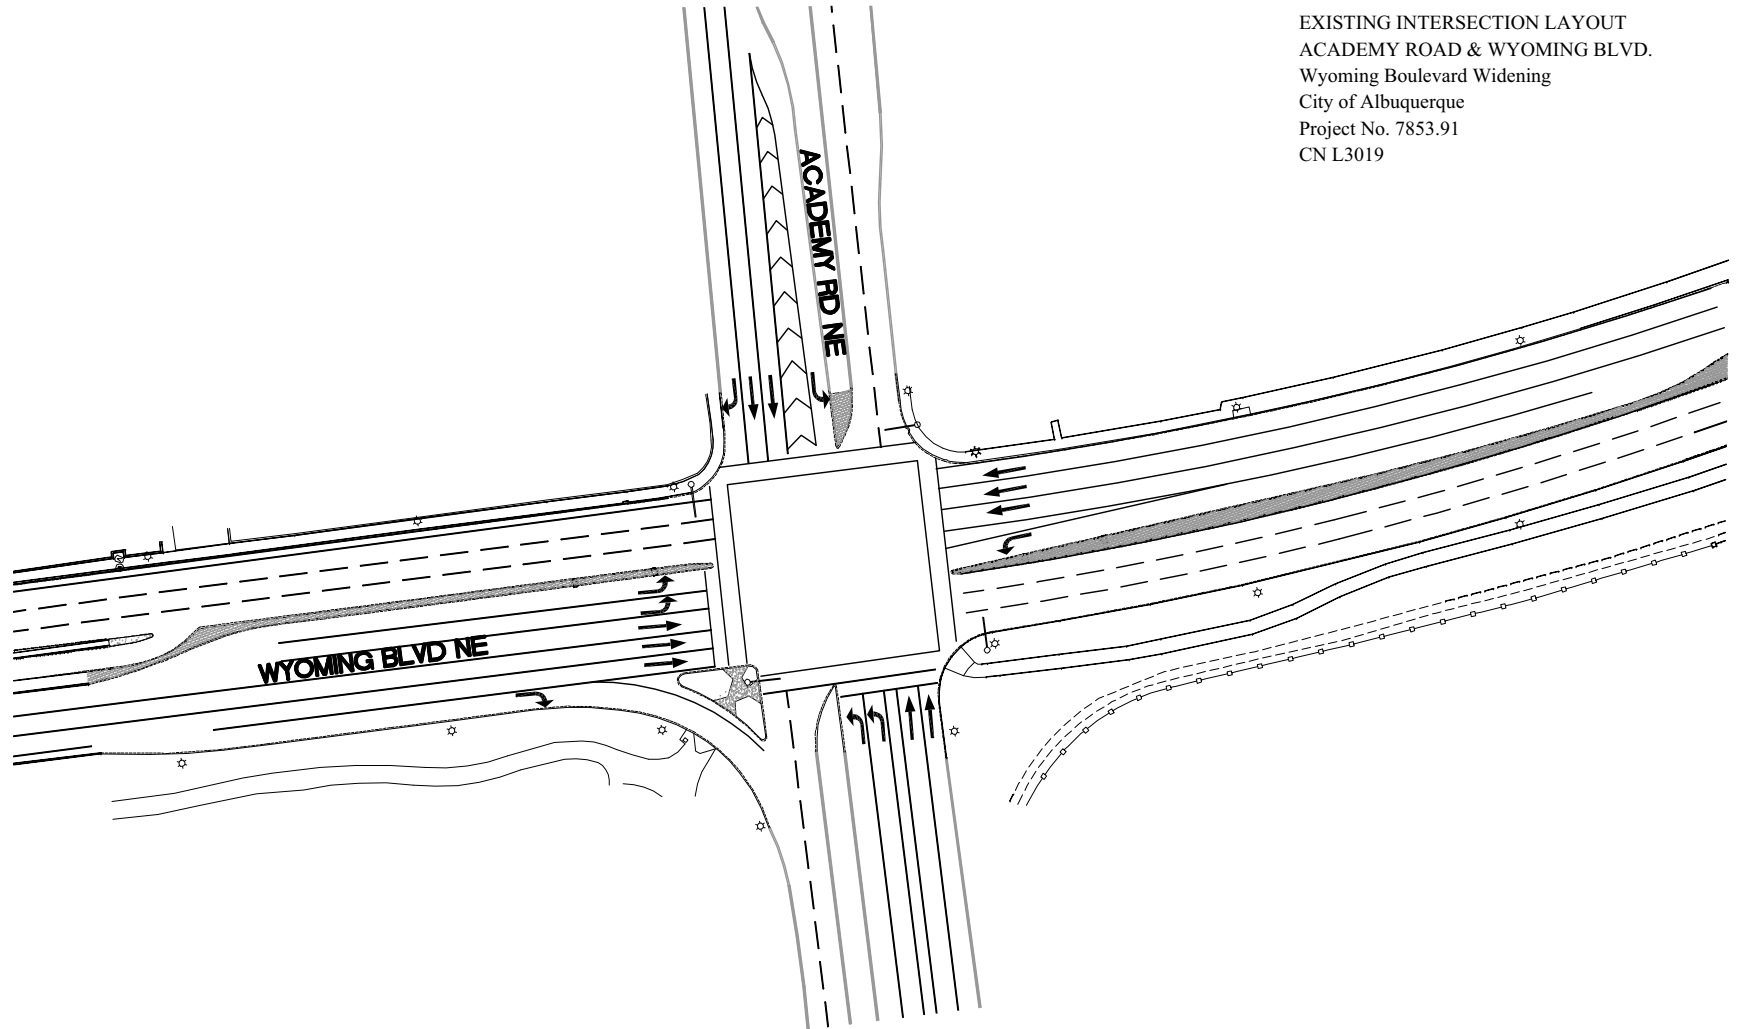 EXISTING INTERSECTION LAYOUT
ACADEMY ROAD & WYOMING BLVD.
Wyoming Boulevard Widening
City of Albuquerque
Project No. 7853.91
CN L3019
ACADEMY RD NE
WYOMING BLVD NE